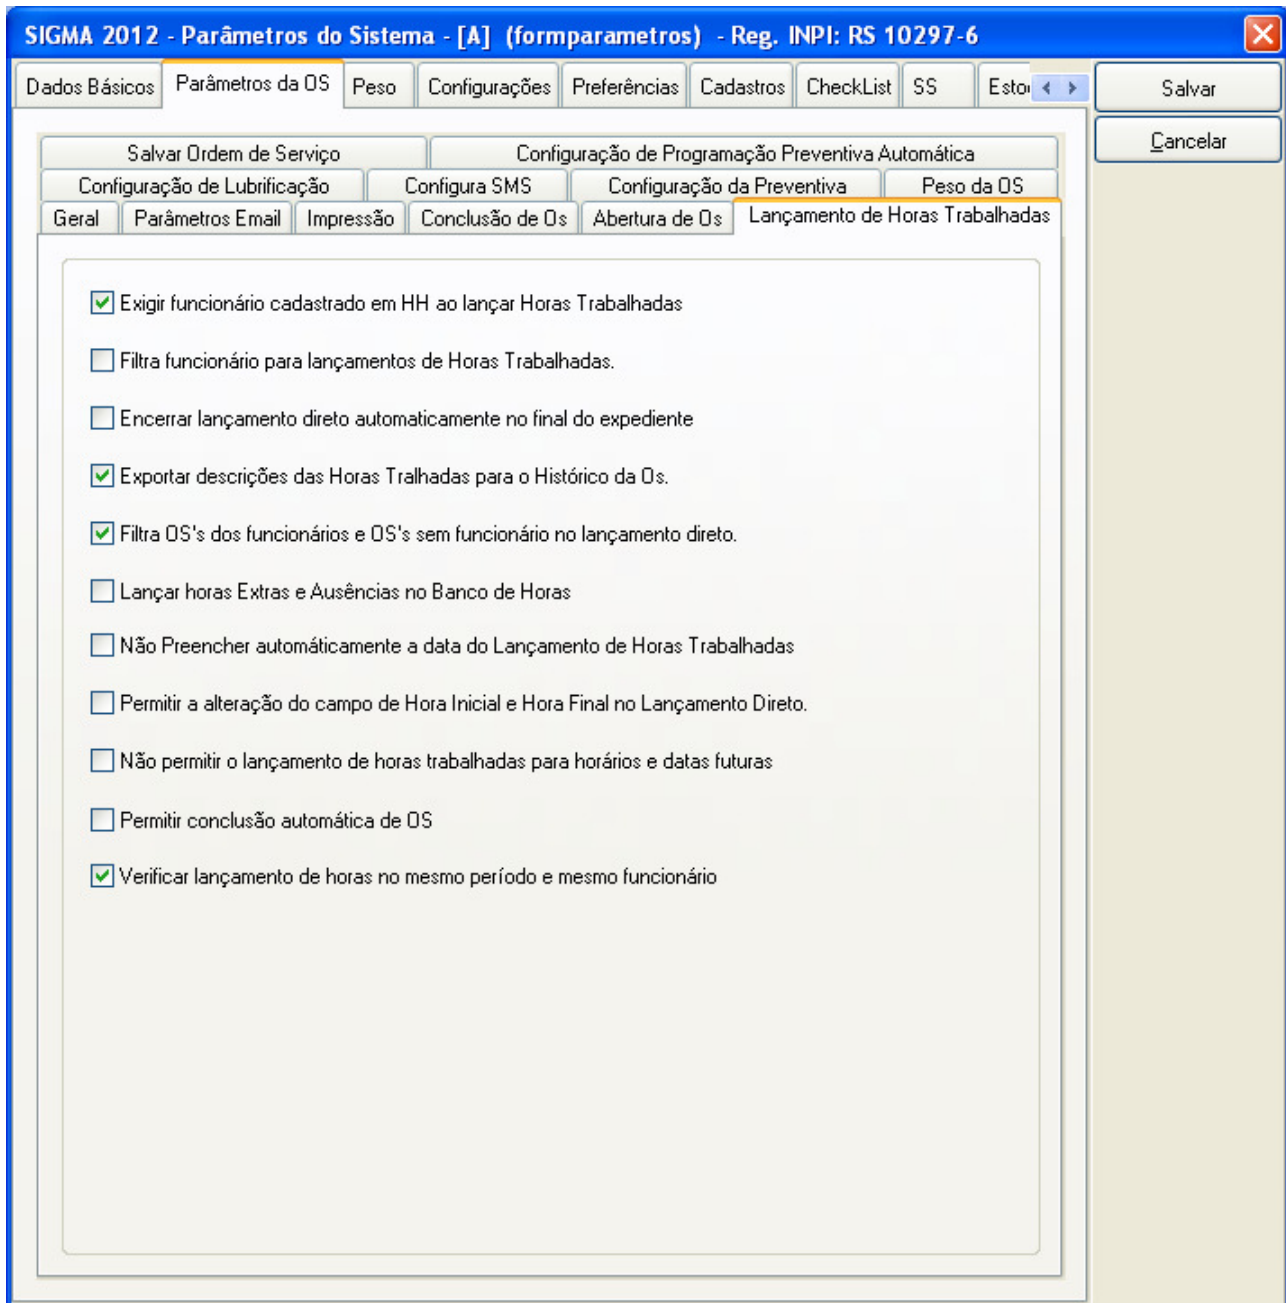 SIGMA 2012 - Parâmetros do Sistema - [A] (formparametros) - Reg. INPI: RS 10297-6
Dados Básicos Parâmetros da OS Peso Configurações Preferências Cadastros CheckList SS
Salvar
Cancelar
Salvar Ordem de Serviço Configuração de Programação Preventiva Automática
Configuração de Lubrificação Configura SMS Configuração da Preventiva Peso da OS
Geral Parâmetros Email Impressão Conclusão de Os Abertura de Os Lançamento de Horas Trabalhadas
Exigir funcionário cadastrado em HH ao lançar Horas Trabalhadas
Filtra funcionário para lançamentos de Horas Trabalhadas.
Encerrar lançamento direto automaticamente no final do expediente
Exportar descrições das Horas Tralhadas para o Histórico da Os.
Filtra OS's dos funcionários e OS's sem funcionário no lançamento direto.
Lançar horas Extras e Ausências no Banco de Horas
Não Preencher automáticamente a data do Lançamento de Horas Trabalhadas
Permitir a alteração do campo de Hora Inicial e Hora Final no Lançamento Direto.
Não permitir o lançamento de horas trabalhadas para horários e datas futuras
Permitir conclusão automática de OS
Verificar lançamento de horas no mesmo período e mesmo funcionário